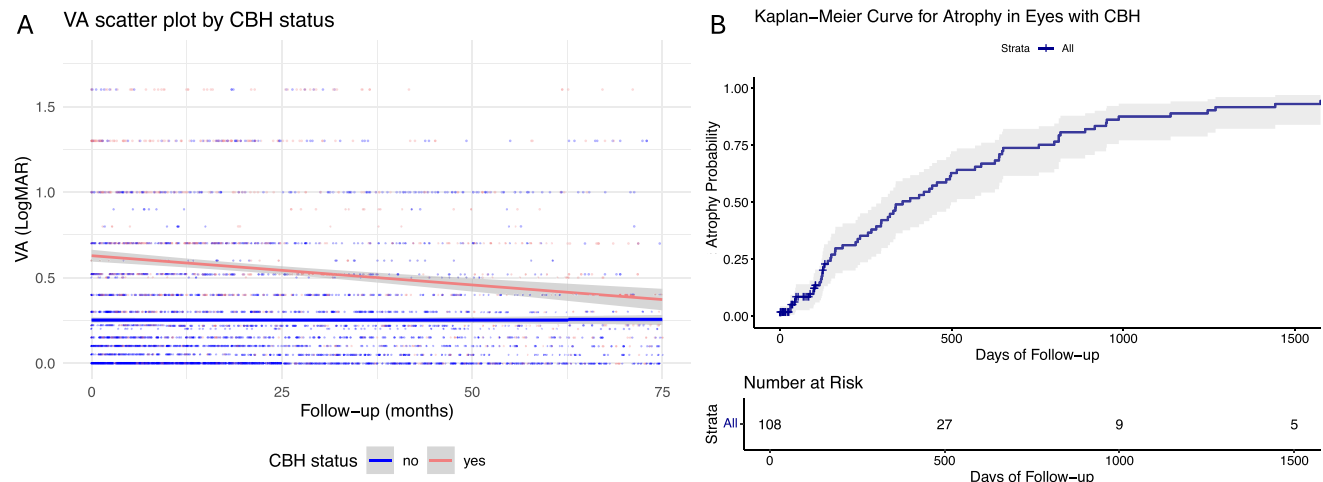 A
VA scatter plot by CBH status
VA (LogMAR)
1.5
1.0
0.5
0.0
0
25
50
75
Follow−up (months)
CBH status no yes
B
Kaplan−Meier Curve for Atrophy in Eyes with CBH
Strata All
Atrophy Probability
1.00
0.75
0.50
0.25
0.00
0
500
1000
1500
Days of Follow−up
Number at Risk
Strata
All
108
27
9
5
0
500
1000
1500
Days of Follow−up